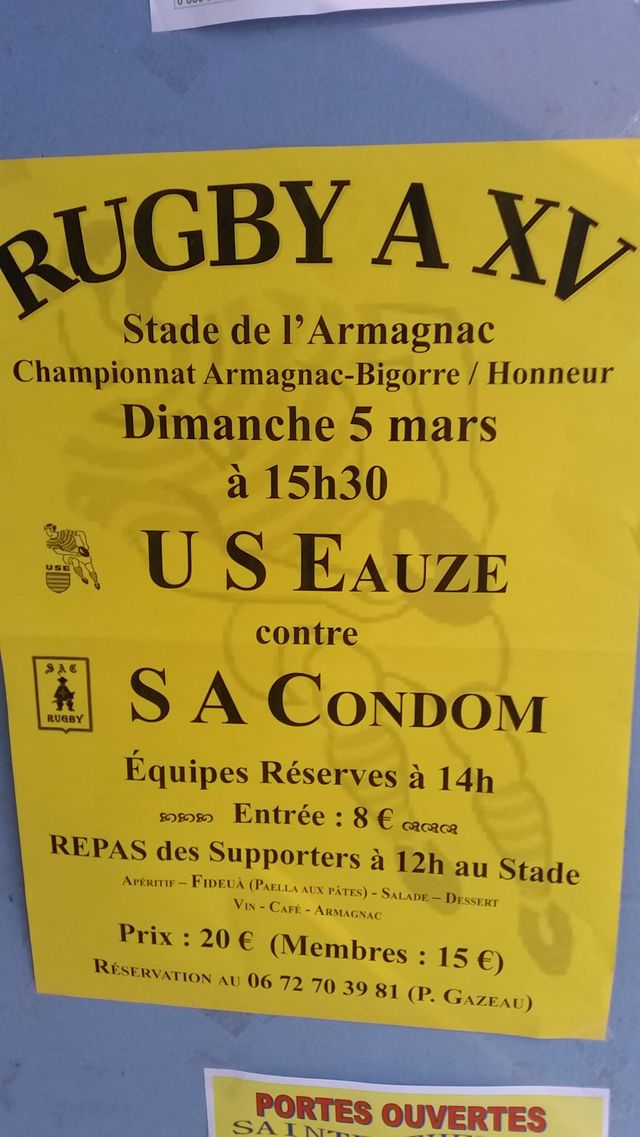 RUGBY A XV
Stade de l'Armagnac
Championnat Armagnac-Bigorre / Honneur
Dimanche 5 mars
à 15h30
USE
U S EAUZE
contre
SAC
RUGBY
S A CONDOM
Équipes Réserves à 14h
Entrée : 8 €
REPAS des Supporters à 12h au Stade
APÉRITIF – FIDEUÀ (PAELLA AUX PÂTES) - SALADE – DESSERT
VIN - CAFÉ - ARMAGNAC
Prix : 20 € (Membres : 15 €)
RÉSERVATION AU 06 72 70 39 81 (P. GAZEAU)
PORTES OUVERTES